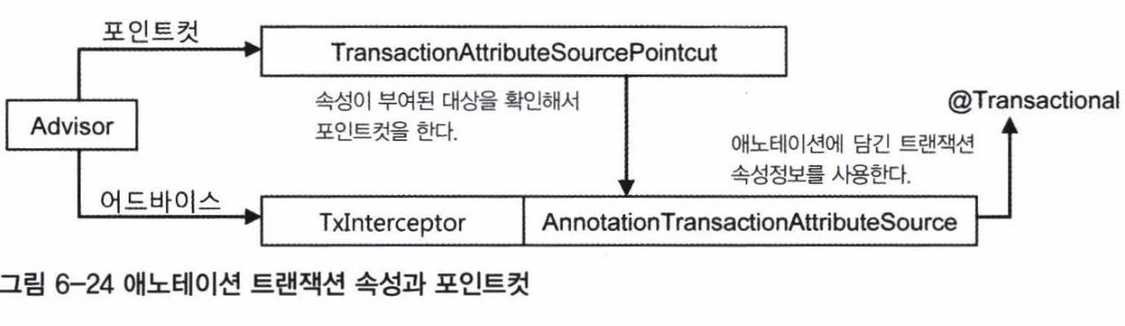 포인트컷
TransactionAttributeSourcePointcut
속성이 부여된 대상을 확인해서
포인트컷을 한다.
@Transactional
Advisor
애노테이션에 담긴 트랜잭션
속성정보를 사용한다.
어드바이스
TxInterceptor
AnnotationTransactionAttributeSource
그림 6-24 애노테이션 트랜잭션 속성과 포인트컷